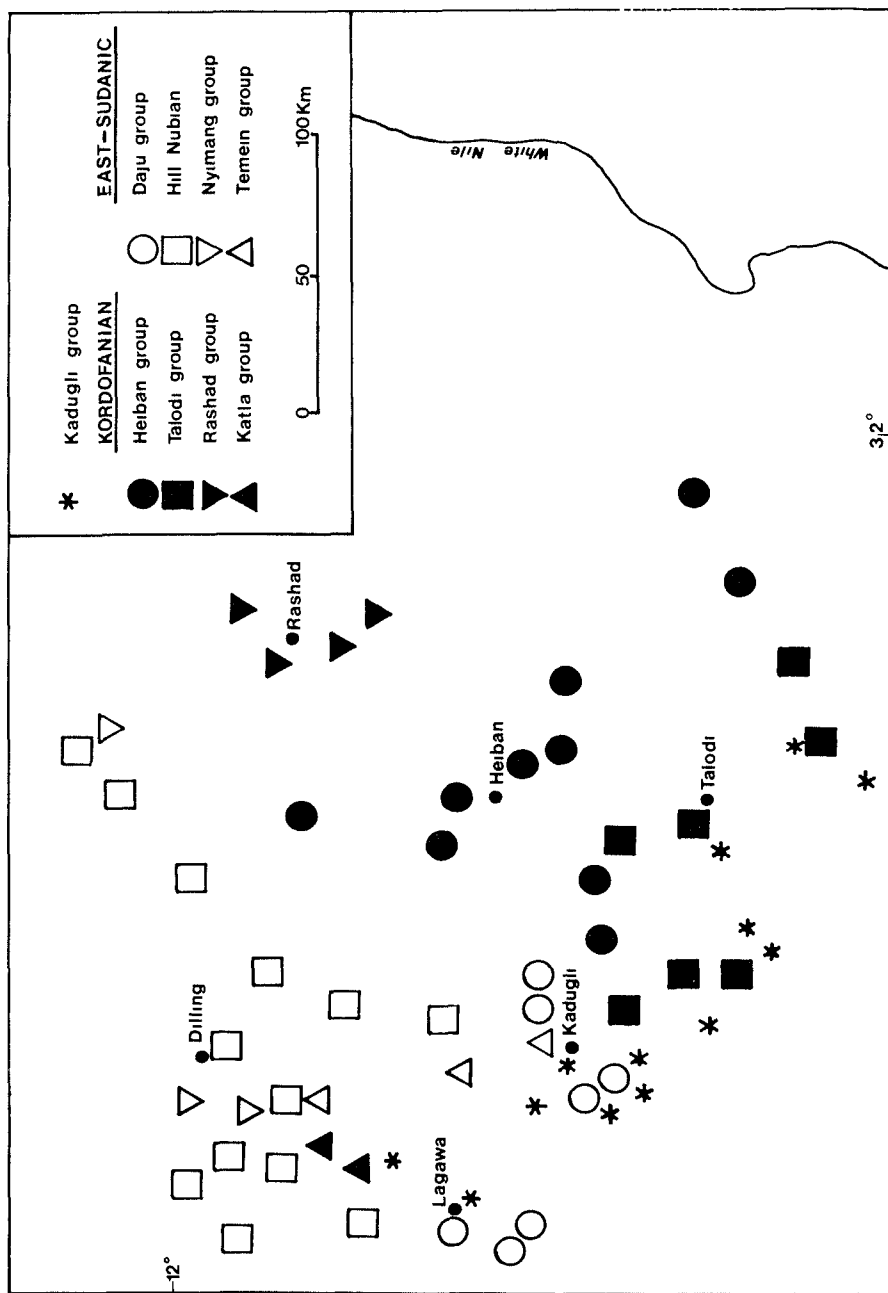 Kadugli group
KORDOFANIAN
Heiban group
Talodi group
Rashad group
Katla group
EAST-SUDANIC
Daju group
Hill Nubian
Nyimang group
Temein group
0 50 100Km
White Nile
12°
32°
Rashad
Heiban
Talodi
Dilling
Kadugli
Lagawa